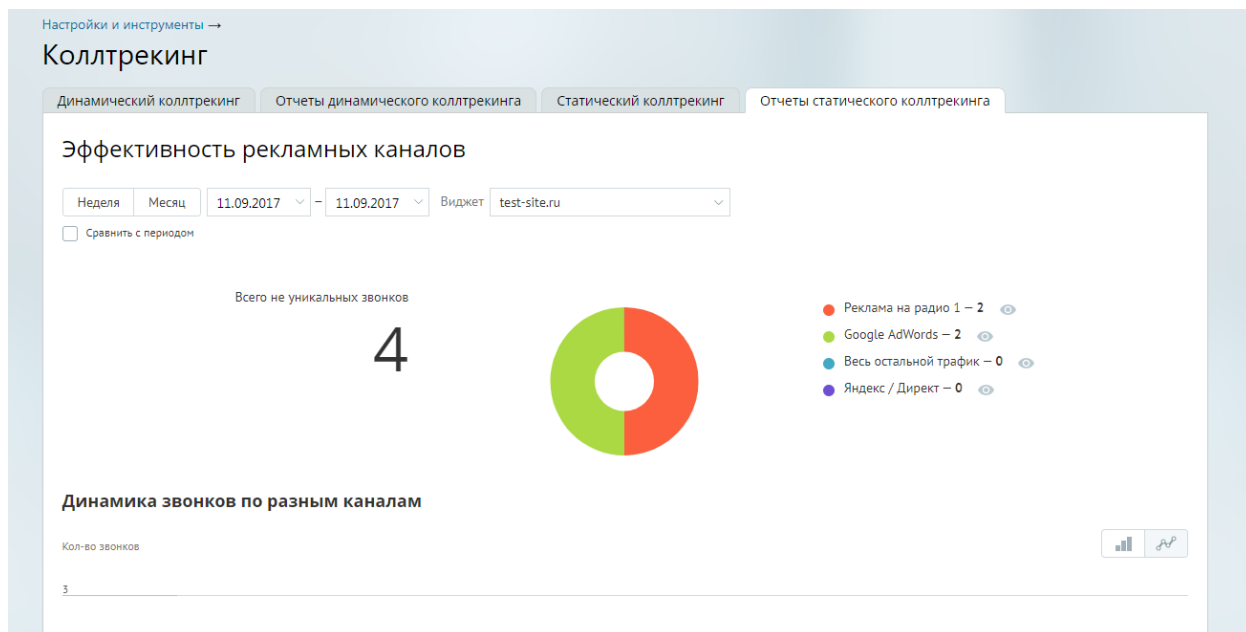 Настройки и инструменты →
Коллтрекинг
Динамический коллтрекинг Отчеты динамического коллтрекинга Статический коллтрекинг Отчеты статического коллтрекинга
Эффективность рекламных каналов
Неделя Месяц 11.09.2017 – 11.09.2017 Виджет test-site.ru
Сравнить с периодом
Всего не уникальных звонков
4
Реклама на радио 1 — 2
Google AdWords — 2
Весь остальной трафик — 0
Яндекс / Директ — 0
Динамика звонков по разным каналам
Кол-во звонков
3